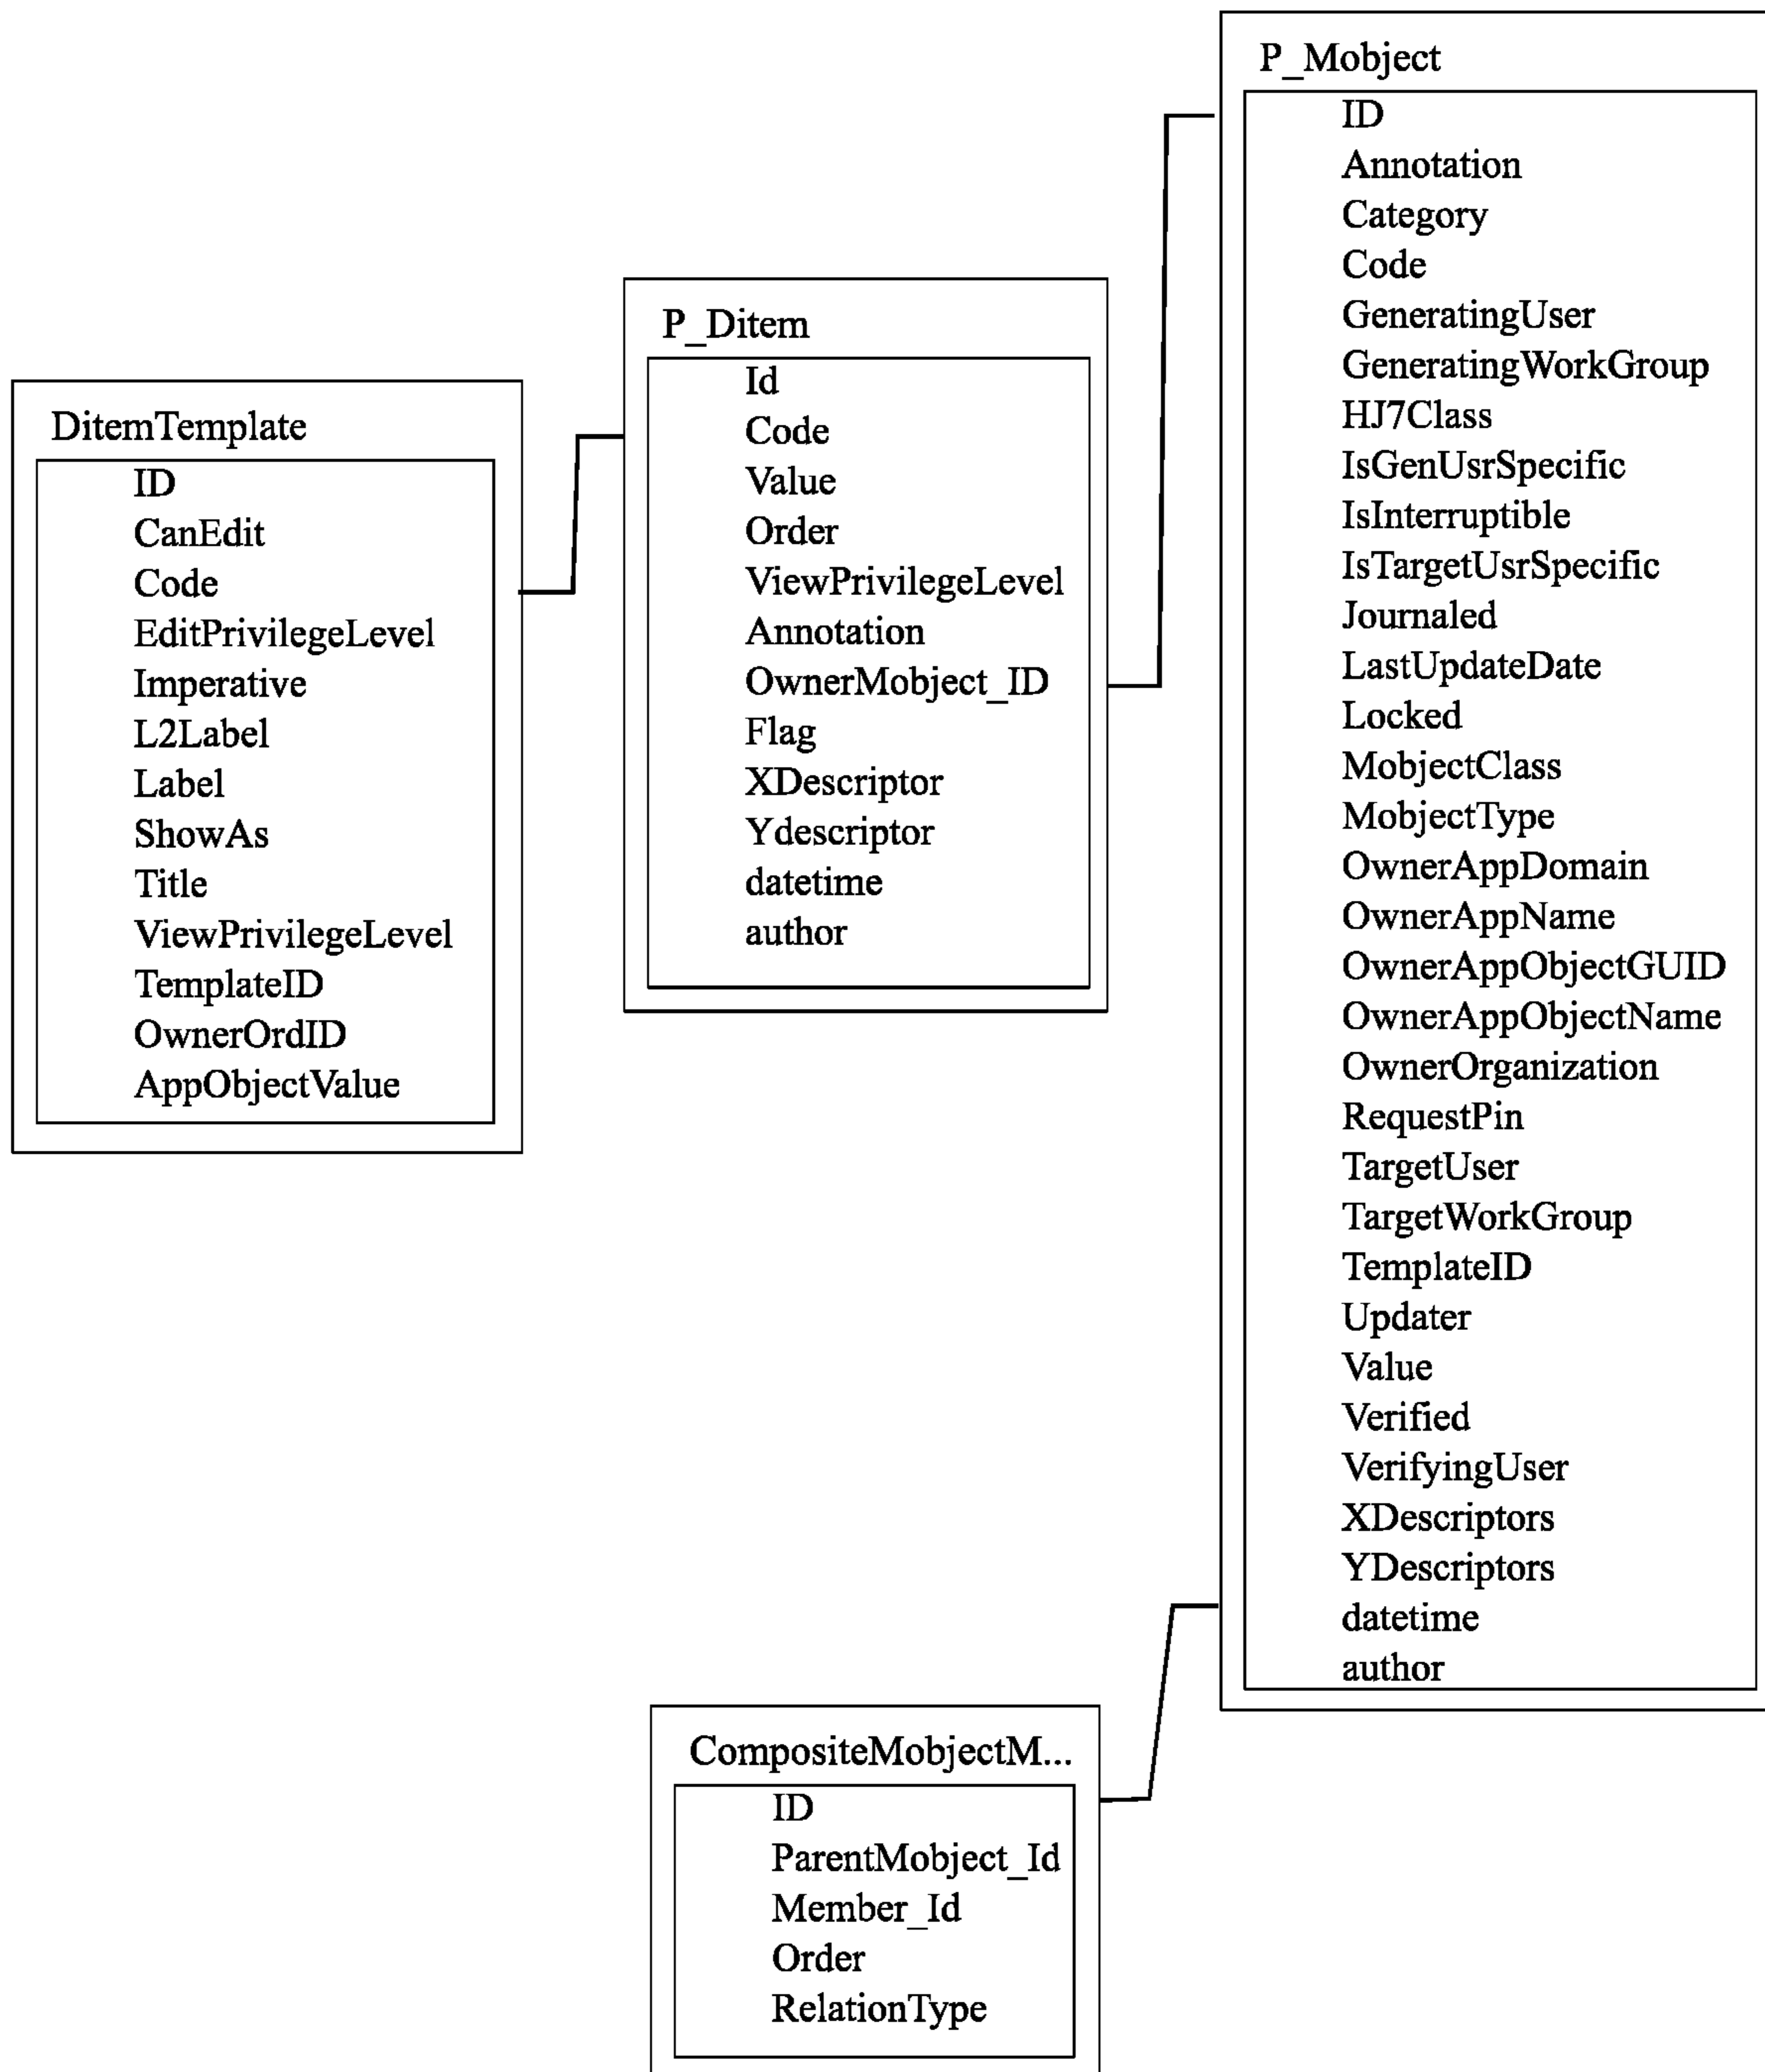 DitemTemplate
ID
CanEdit
Code
EditPrivilegeLevel
Imperative
L2Label
Label
ShowAs
Title
ViewPrivilegeLevel
TemplateID
OwnerOrdID
AppObjectValue
P_Ditem
Id
Code
Value
Order
ViewPrivilegeLevel
Annotation
OwnerMobject_ID
Flag
XDescriptor
Ydescriptor
datetime
author
P_Mobject
ID
Annotation
Category
Code
GeneratingUser
GeneratingWorkGroup
HJ7Class
IsGenUsrSpecific
IsInterruptible
IsTargetUsrSpecific
Journaled
LastUpdateDate
Locked
MobjectClass
MobjectType
OwnerAppDomain
OwnerAppName
OwnerAppObjectGUID
OwnerAppObjectName
OwnerOrganization
RequestPin
TargetUser
TargetWorkGroup
TemplateID
Updater
Value
Verified
VerifyingUser
XDescriptors
YDescriptors
datetime
author
CompositeMobjectM...
ID
ParentMobject_Id
Member_Id
Order
RelationType